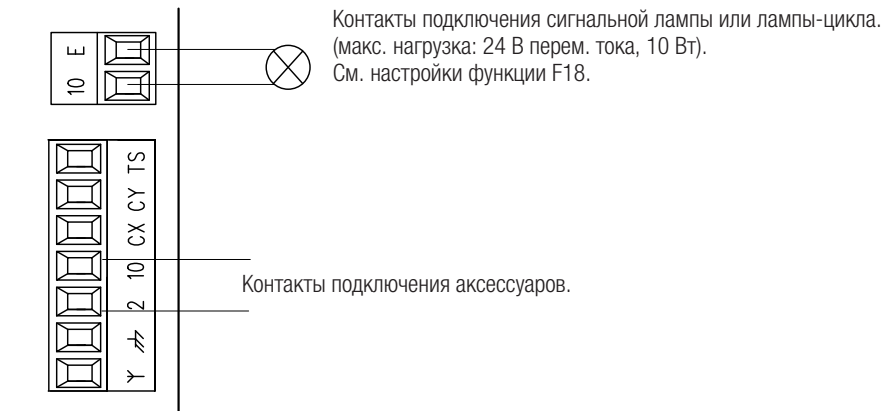 Контакты подключения сигнальной лампы или лампы-цикла.
(макс. нагрузка: 24 В перем. тока, 10 Вт).
См. настройки функции F18.
10 E
TS
CY
CX
10
Контакты подключения аксессуаров.
2
Y